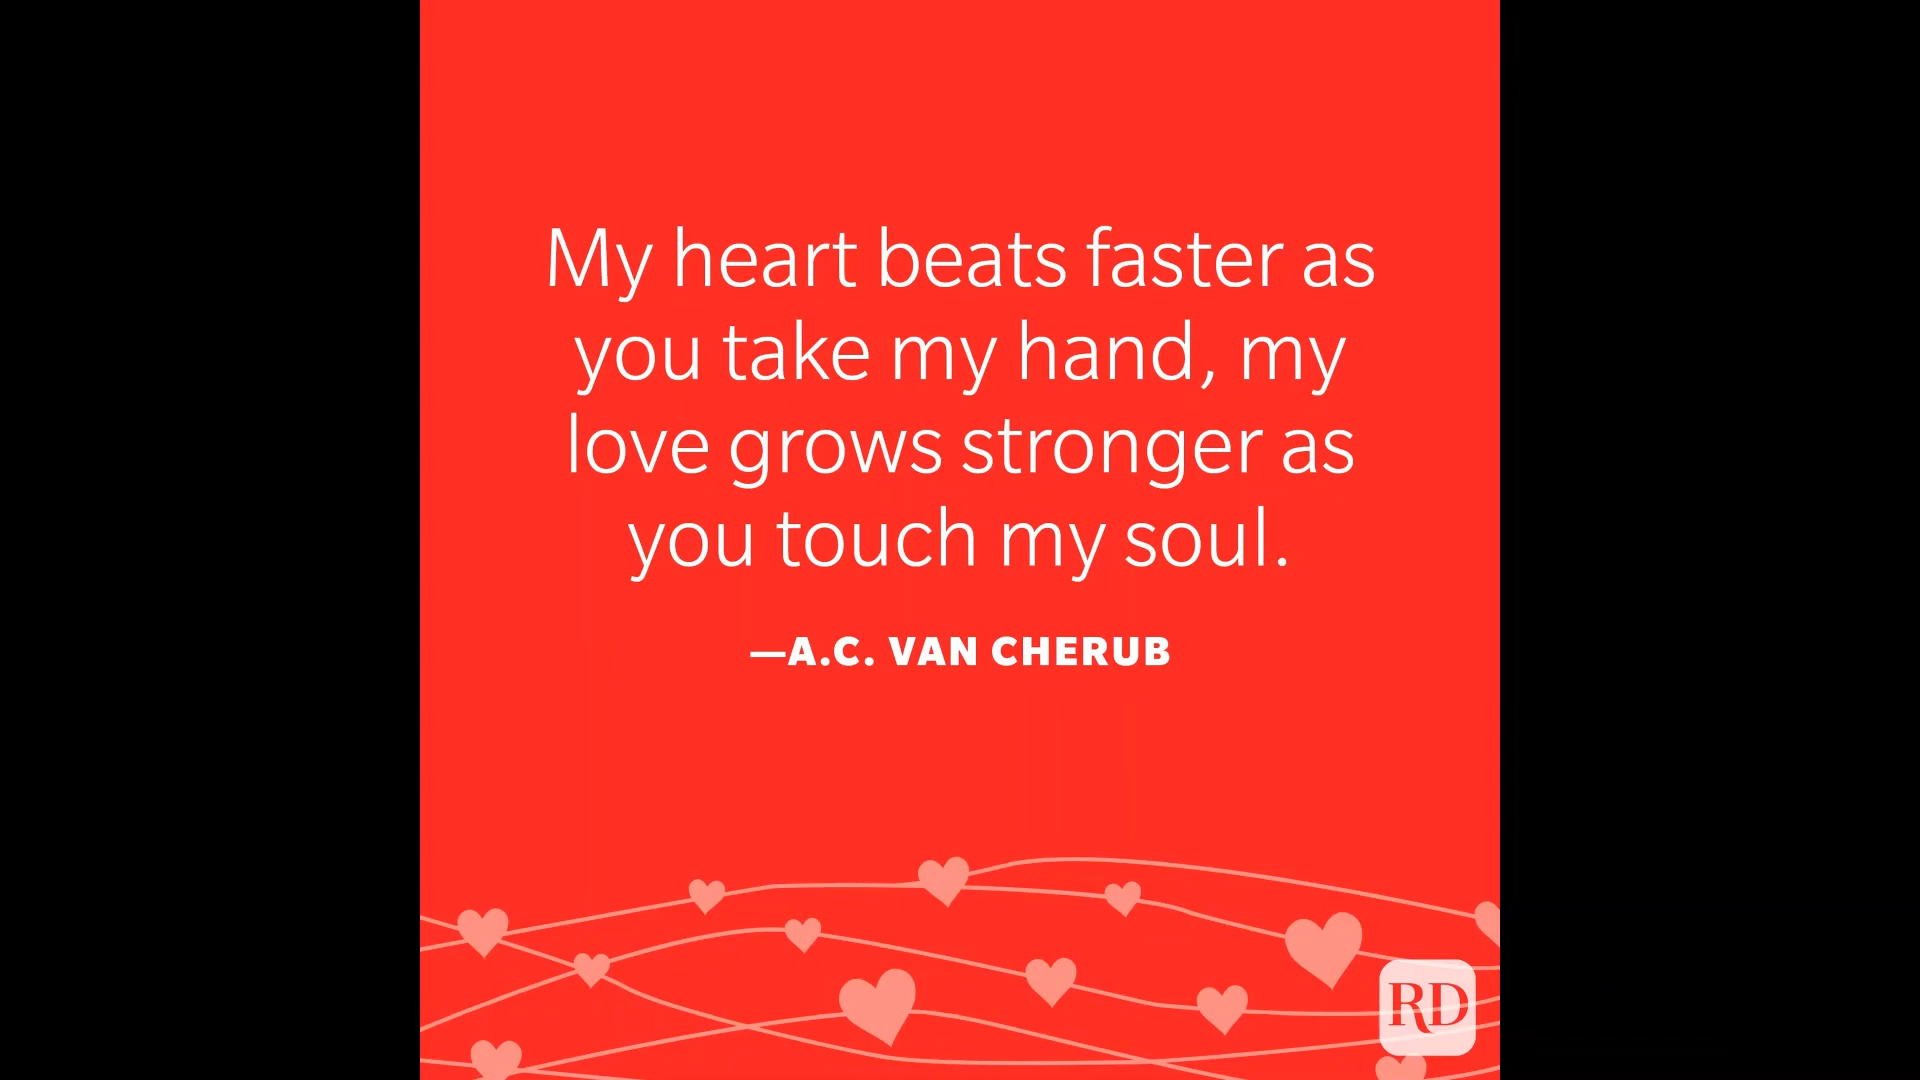 My heart beats faster as
you take my hand, my
love grows stronger as
you touch my soul.
—A.C. VAN CHERUB
RD